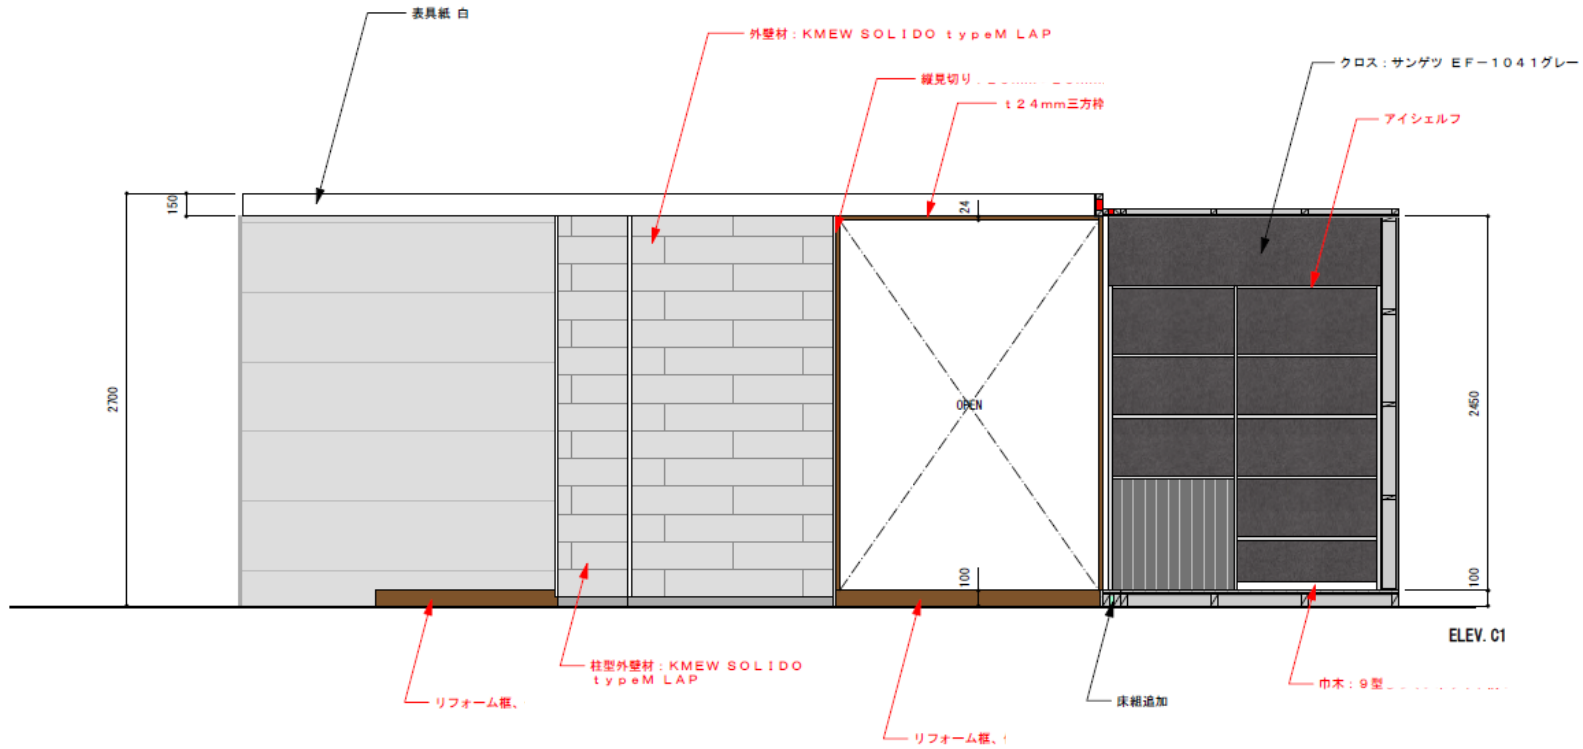 表具紙 白
外壁材：KMEW SOLIDO typeM LAP
クロス：サンゲツ EF－1041グレー
縦見切り
t24mm三方枠
アイシェルフ
150
24
2700
OPEN
2450
100
100
ELEV. C1
柱型外壁材：KMEW SOLIDO
typeM LAP
リフォーム框、
床組追加
巾木：9型
リフォーム框、